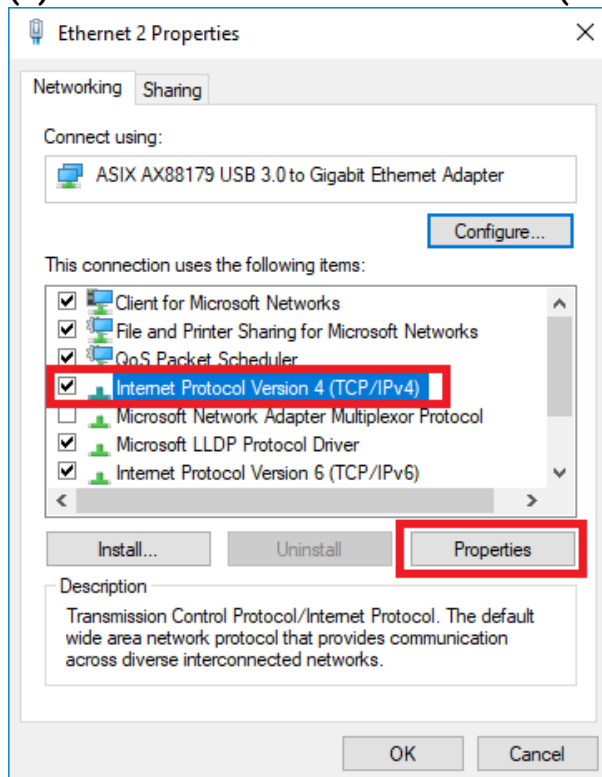 Ethernet 2 Properties
Networking Sharing
Connect using:
ASIX AX88179 USB 3.0 to Gigabit Ethernet Adapter
Configure...
This connection uses the following items:
Client for Microsoft Networks
File and Printer Sharing for Microsoft Networks
QoS Packet Scheduler
Internet Protocol Version 4 (TCP/IPv4)
Microsoft Network Adapter Multiplexor Protocol
Microsoft LLDP Protocol Driver
Internet Protocol Version 6 (TCP/IPv6)
Install... Uninstall Properties
Description
Transmission Control Protocol/Internet Protocol. The default
wide area network protocol that provides communication
across diverse interconnected networks.
OK Cancel